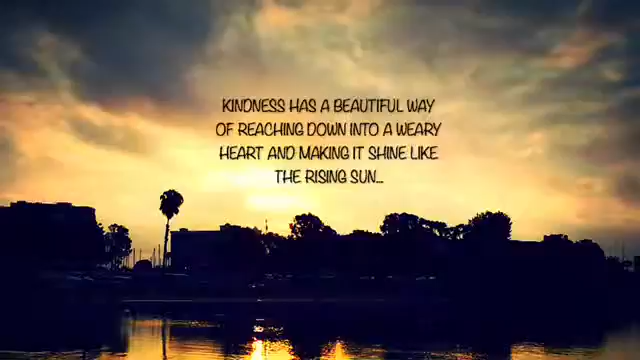 KINDNESS HAS A BEAUTIFUL WAY
OF REACHING DOWN INTO A WEARY
HEART AND MAKING IT SHINE LIKE
THE RISING SUN...